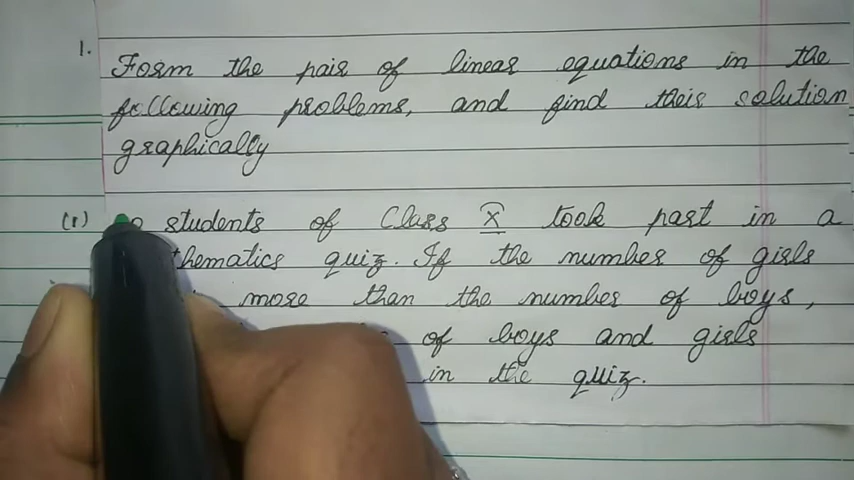 1. Form the pair of linear equations in the
following problems, and find their solution
graphically
(1) students of Class X took part in a
quiz. If the number of girls
more than the number of boys,
of boys and girls
in the quiz.